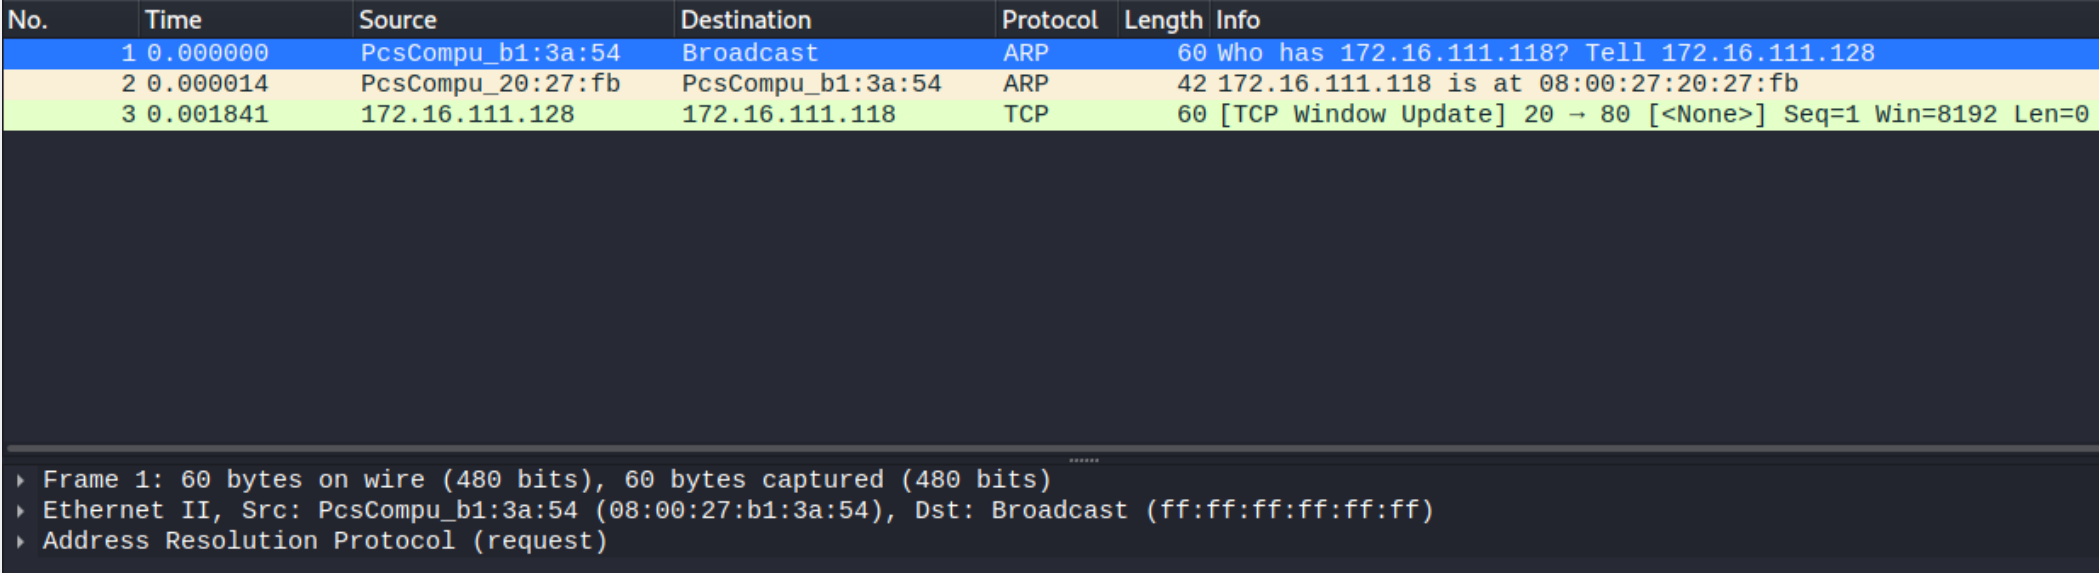 No. Time Source Destination Protocol Length Info
1 0.000000 PcsCompu_b1:3a:54 Broadcast ARP 60 Who has 172.16.111.118? Tell 172.16.111.128
2 0.000014 PcsCompu_20:27:fb PcsCompu_b1:3a:54 ARP 42 172.16.111.118 is at 08:00:27:20:27:fb
3 0.001841 172.16.111.128 172.16.111.118 TCP 60 [TCP Window Update] 20 → 80 [<None>] Seq=1 Win=8192 Len=0
Frame 1: 60 bytes on wire (480 bits), 60 bytes captured (480 bits)
Ethernet II, Src: PcsCompu_b1:3a:54 (08:00:27:b1:3a:54), Dst: Broadcast (ff:ff:ff:ff:ff:ff)
Address Resolution Protocol (request)